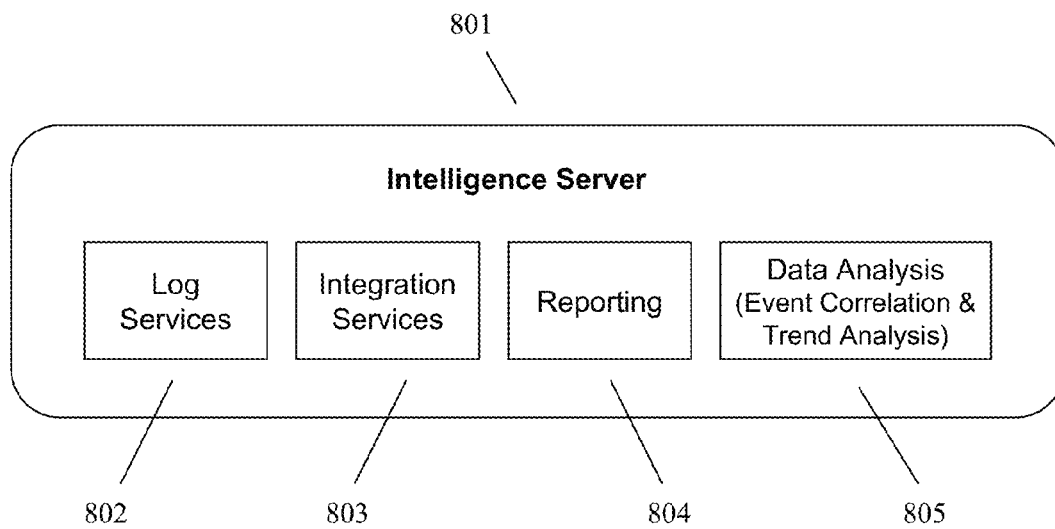 801
Intelligence Server
Log
Services
Integration
Services
Reporting
Data Analysis
(Event Correlation &
Trend Analysis)
802
803
804
805